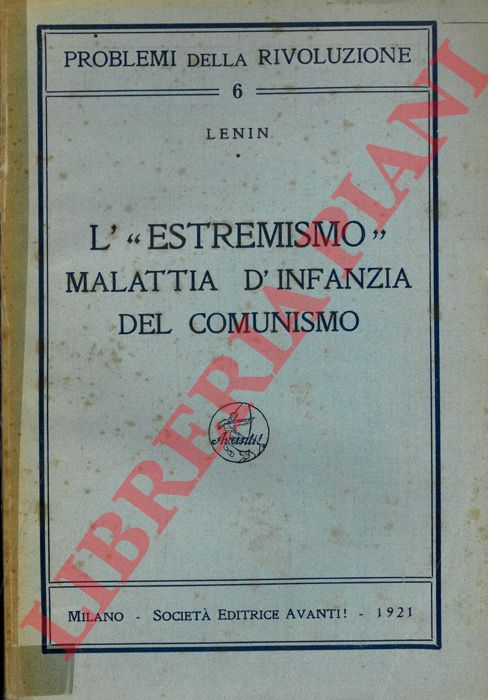 PROBLEMI DELLA RIVOLUZIONE
6
LENIN
L' “ESTREMISMO„
MALATTIA D'INFANZIA
DEL COMUNISMO
Avanti!
MILANO - SOCIETÀ EDITRICE AVANTI! - 1921
LIBRERIA PIANI